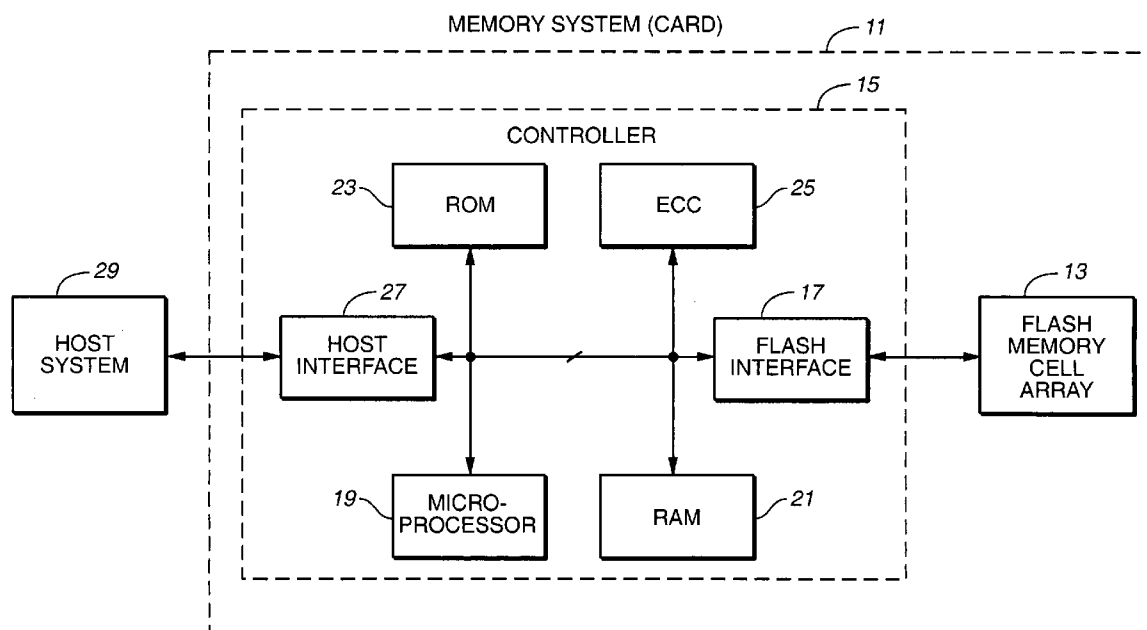 MEMORY SYSTEM (CARD)
11
15
CONTROLLER
23
ROM
ECC
25
29
HOST
SYSTEM
27
HOST
INTERFACE
17
FLASH
INTERFACE
13
FLASH
MEMORY
CELL
ARRAY
19
MICRO-
PROCESSOR
RAM
21